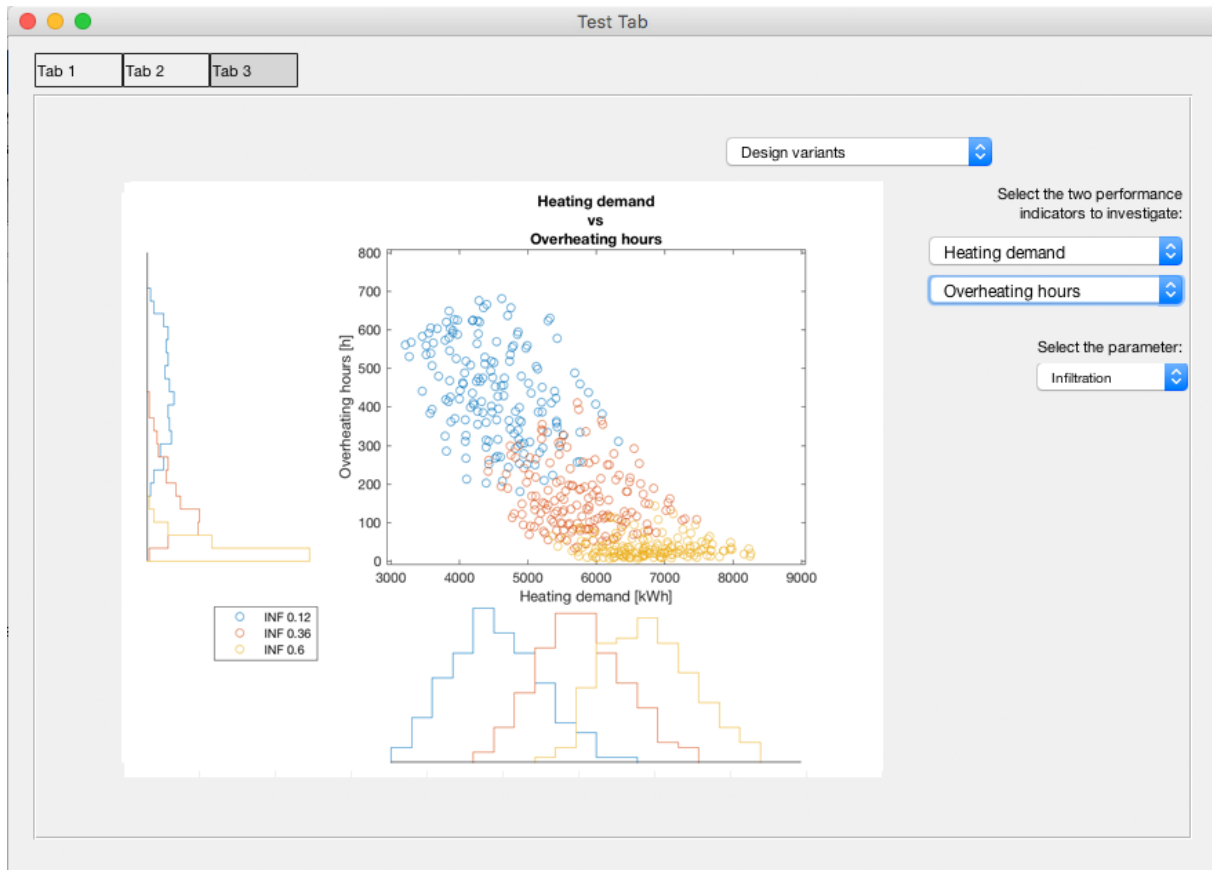 Test Tab
Tab 1
Tab 2
Tab 3
Design variants
Select the two performance
indicators to investigate:
Heating demand
Overheating hours
Select the parameter:
Infiltration
Heating demand
vs
Overheating hours
800
700
600
500
400
300
200
100
0
Overheating hours [h]
3000 4000 5000 6000 7000 8000 9000
Heating demand [kWh]
INF 0.12
INF 0.36
INF 0.6